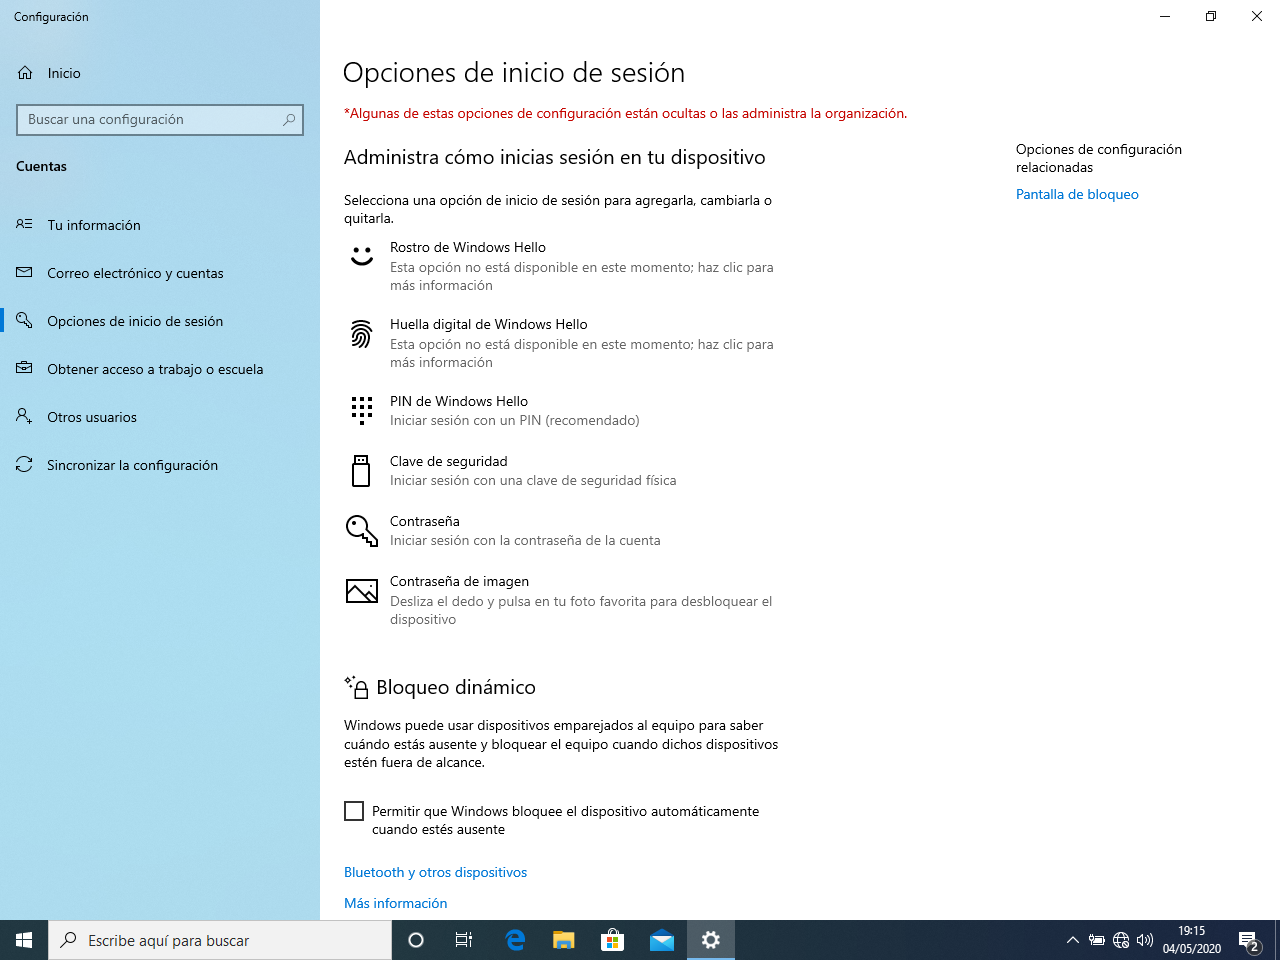 Configuración
Inicio
Buscar una configuración
Cuentas
Tu información
Correo electrónico y cuentas
Opciones de inicio de sesión
Obtener acceso a trabajo o escuela
Otros usuarios
Sincronizar la configuración
Opciones de inicio de sesión
*Algunas de estas opciones de configuración están ocultas o las administra la organización.
Administra cómo inicias sesión en tu dispositivo
Selecciona una opción de inicio de sesión para agregarla, cambiarla o
quitarla.
Rostro de Windows Hello
Esta opción no está disponible en este momento; haz clic para
más información
Huella digital de Windows Hello
Esta opción no está disponible en este momento; haz clic para
más información
PIN de Windows Hello
Iniciar sesión con un PIN (recomendado)
Clave de seguridad
Iniciar sesión con una clave de seguridad física
Contraseña
Iniciar sesión con la contraseña de la cuenta
Contraseña de imagen
Desliza el dedo y pulsa en tu foto favorita para desbloquear el
dispositivo
Bloqueo dinámico
Windows puede usar dispositivos emparejados al equipo para saber
cuándo estás ausente y bloquear el equipo cuando dichos dispositivos
estén fuera de alcance.
Permitir que Windows bloquee el dispositivo automáticamente
cuando estés ausente
Bluetooth y otros dispositivos
Más información
Opciones de configuración
relacionadas
Pantalla de bloqueo
Escribe aquí para buscar
19:15
04/05/2020
2